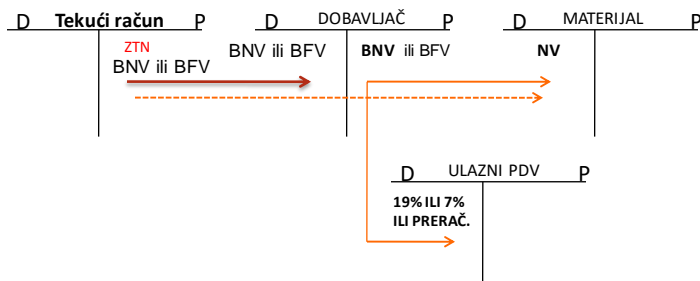 D Tekući račun P
D DOBAVLJAČ P
D MATERIJAL P
ZTN
BNV ili BFV
BNV ili BFV
BNV ili BFV
NV
D ULAZNI PDV P
19% ILI 7%
ILI PRERAČ.